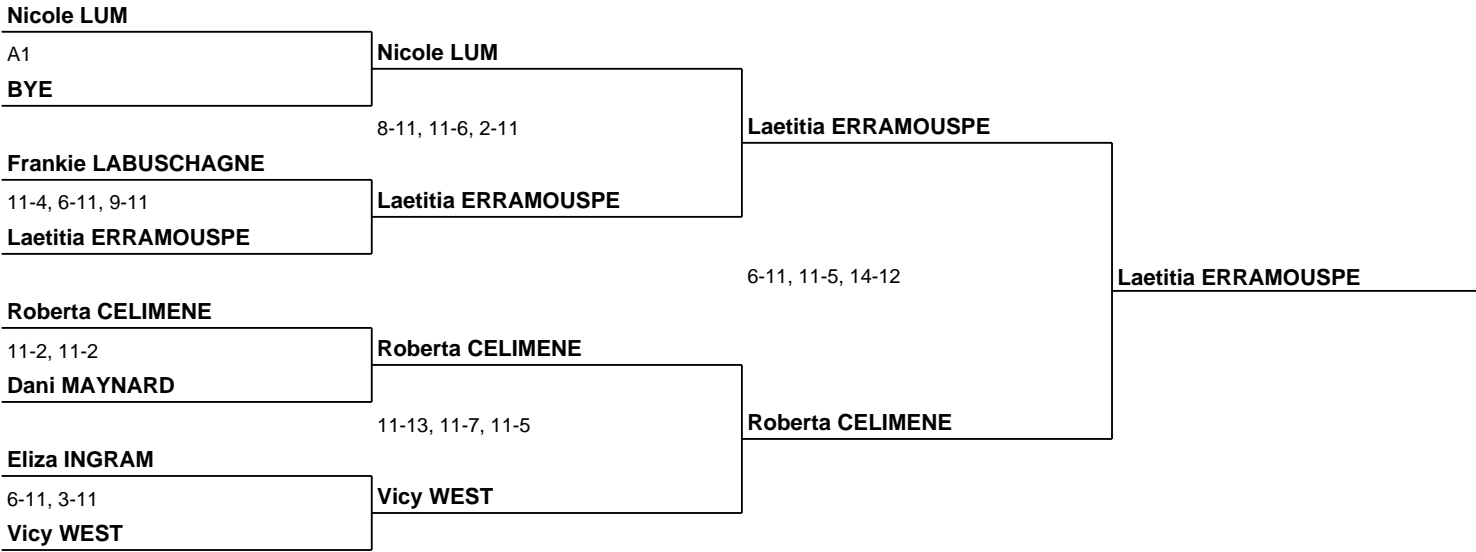 Nicole LUM
A1
Nicole LUM
BYE
8-11, 11-6, 2-11
Laetitia ERRAMOUSPE
Frankie LABUSCHAGNE
11-4, 6-11, 9-11
Laetitia ERRAMOUSPE
Laetitia ERRAMOUSPE
6-11, 11-5, 14-12
Laetitia ERRAMOUSPE
Roberta CELIMENE
11-2, 11-2
Roberta CELIMENE
Dani MAYNARD
11-13, 11-7, 11-5
Roberta CELIMENE
Eliza INGRAM
6-11, 3-11
Vicy WEST
Vicy WEST